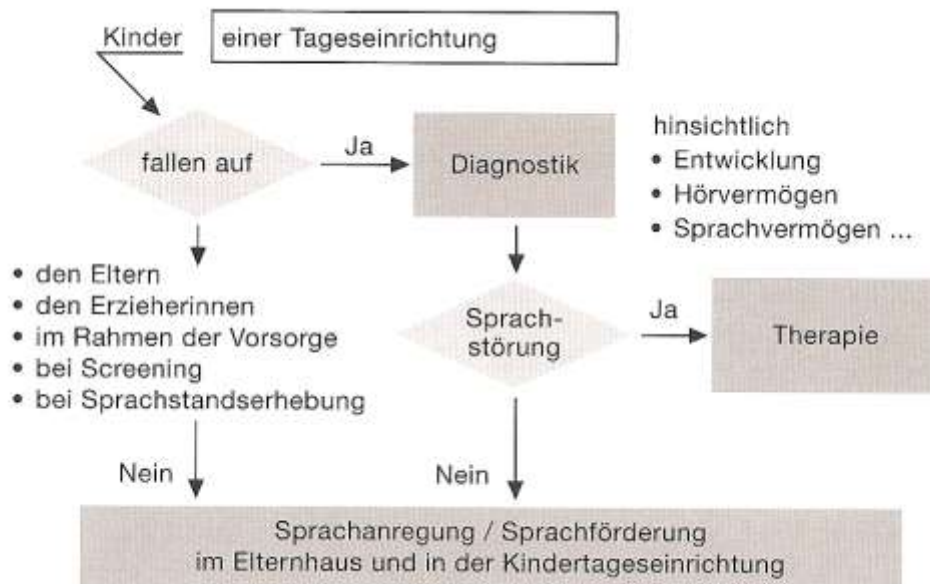 Kinder einer Tageseinrichtung
fallen auf
Ja
Diagnostik
hinsichtlich
• Entwicklung
• Hörvermögen
• Sprachvermögen ...
• den Eltern
• den Erzieherinnen
• im Rahmen der Vorsorge
• bei Screening
• bei Sprachstandserhebung
Sprach-
störung
Ja
Therapie
Nein
Nein
Sprachanregung / Sprachförderung
im Elternhaus und in der Kindertageseinrichtung